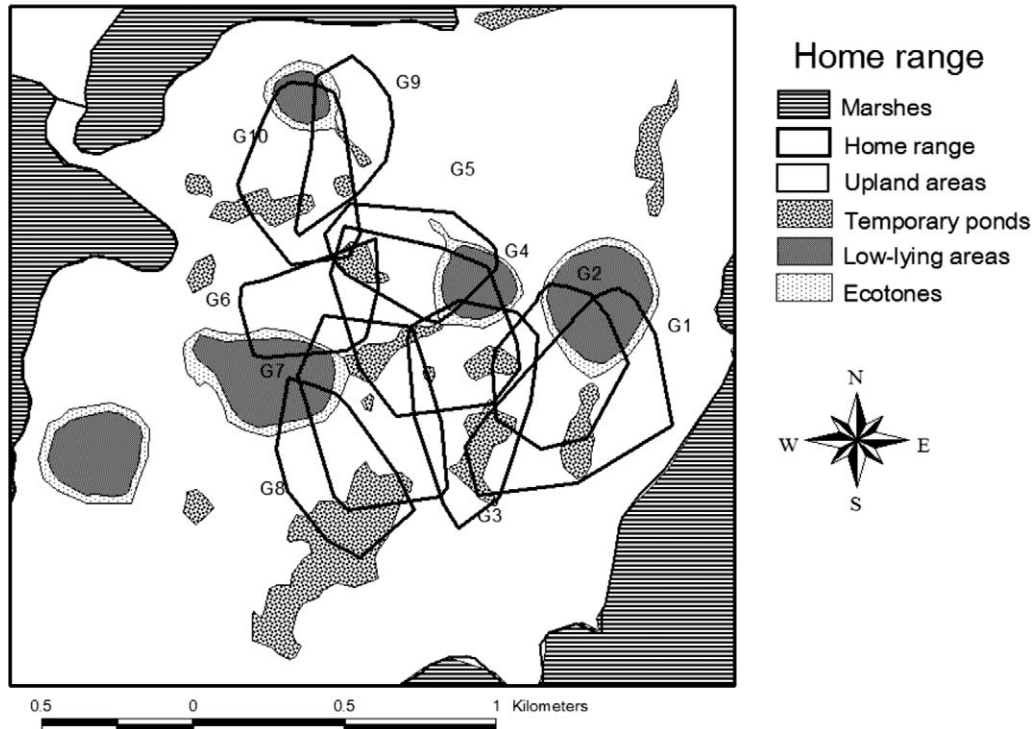 Home range
Marshes
Home range
Upland areas
Temporary ponds
Low-lying areas
Ecotones
G9
G10
G5
G4
G2
G6
G1
G7
G8
G3
N
W E
S
0.5 0 0.5 1 Kilometers